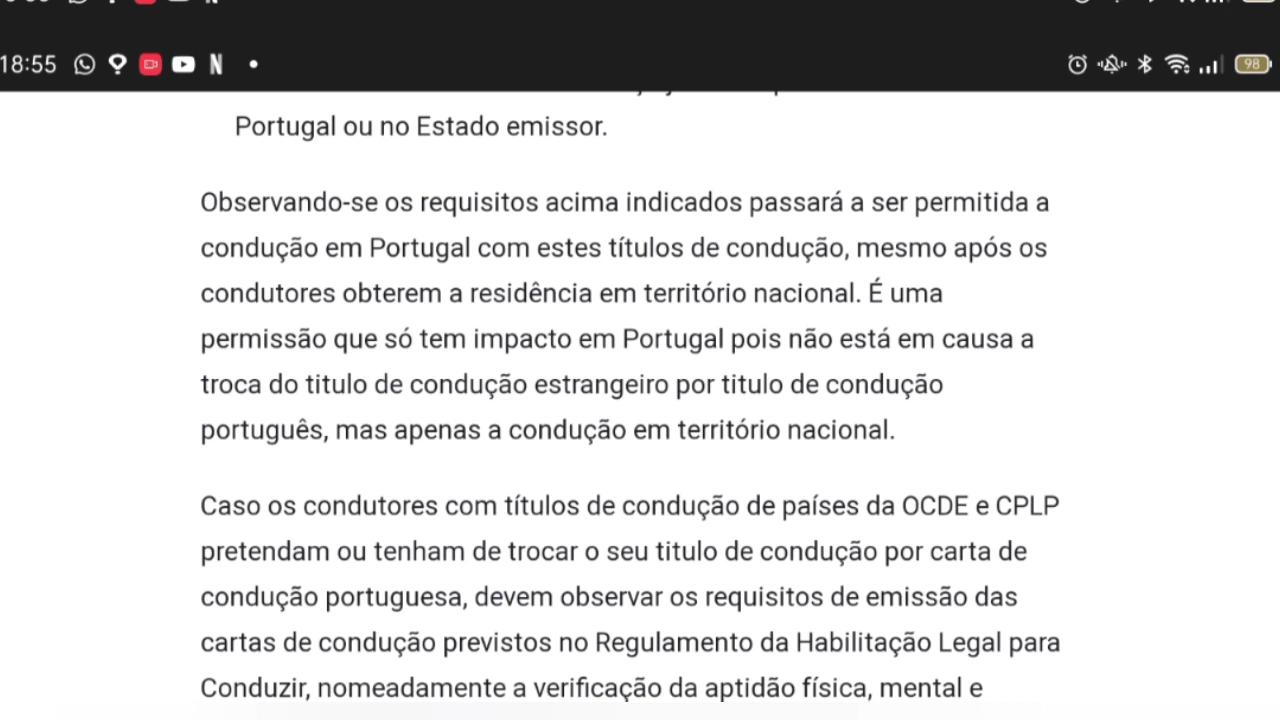 18:55
98
Portugal ou no Estado emissor.
Observando-se os requisitos acima indicados passará a ser permitida a
condução em Portugal com estes títulos de condução, mesmo após os
condutores obterem a residência em território nacional. É uma
permissão que só tem impacto em Portugal pois não está em causa a
troca do titulo de condução estrangeiro por titulo de condução
português, mas apenas a condução em território nacional.
Caso os condutores com títulos de condução de países da OCDE e CPLP
pretendam ou tenham de trocar o seu titulo de condução por carta de
condução portuguesa, devem observar os requisitos de emissão das
cartas de condução previstos no Regulamento da Habilitação Legal para
Conduzir, nomeadamente a verificação da aptidão física, mental e